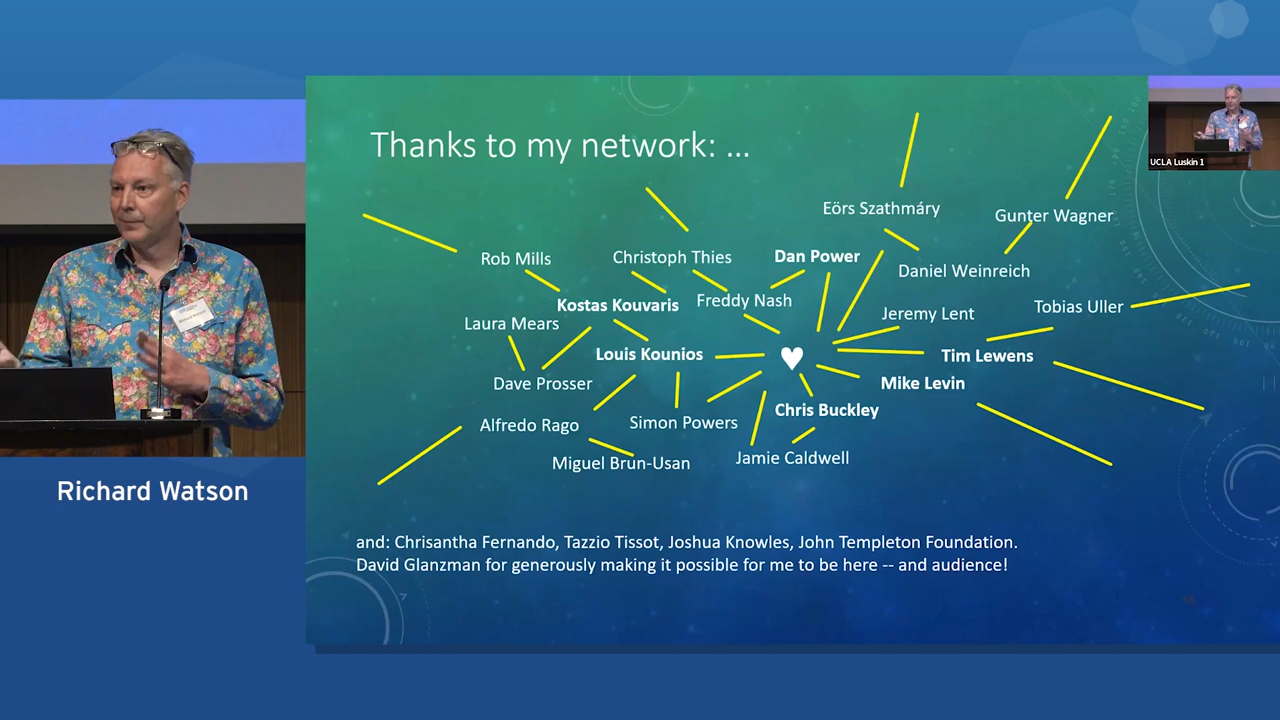 Thanks to my network: ...
UCLA Luskin 1
Eörs Szathmáry
Gunter Wagner
Rob Mills
Christoph Thies
Dan Power
Daniel Weinreich
Kostas Kouvaris
Freddy Nash
Tobias Uller
Laura Mears
Jeremy Lent
Louis Kounios
Tim Lewens
Dave Prosser
Mike Levin
Chris Buckley
Alfredo Rago
Simon Powers
Miguel Brun-Usan
Jamie Caldwell
Richard Watson
and: Chrisantha Fernando, Tazzio Tissot, Joshua Knowles, John Templeton Foundation.
David Glanzman for generously making it possible for me to be here -- and audience!